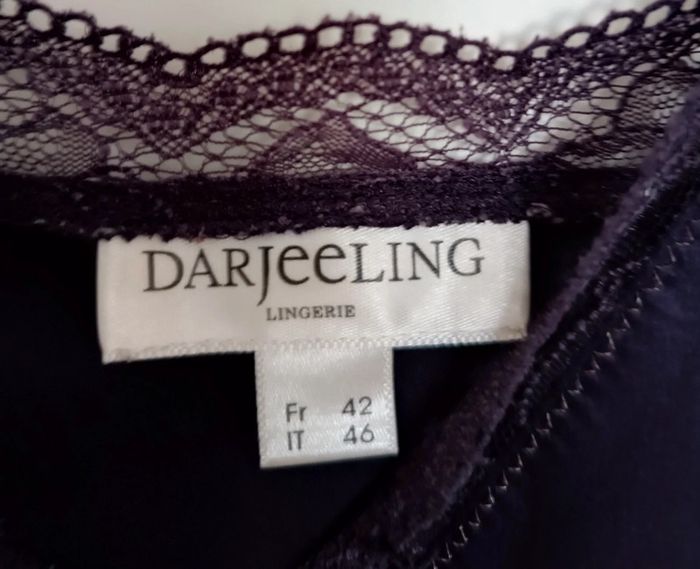 DARJEELING
LINGERIE
Fr 42
IT 46